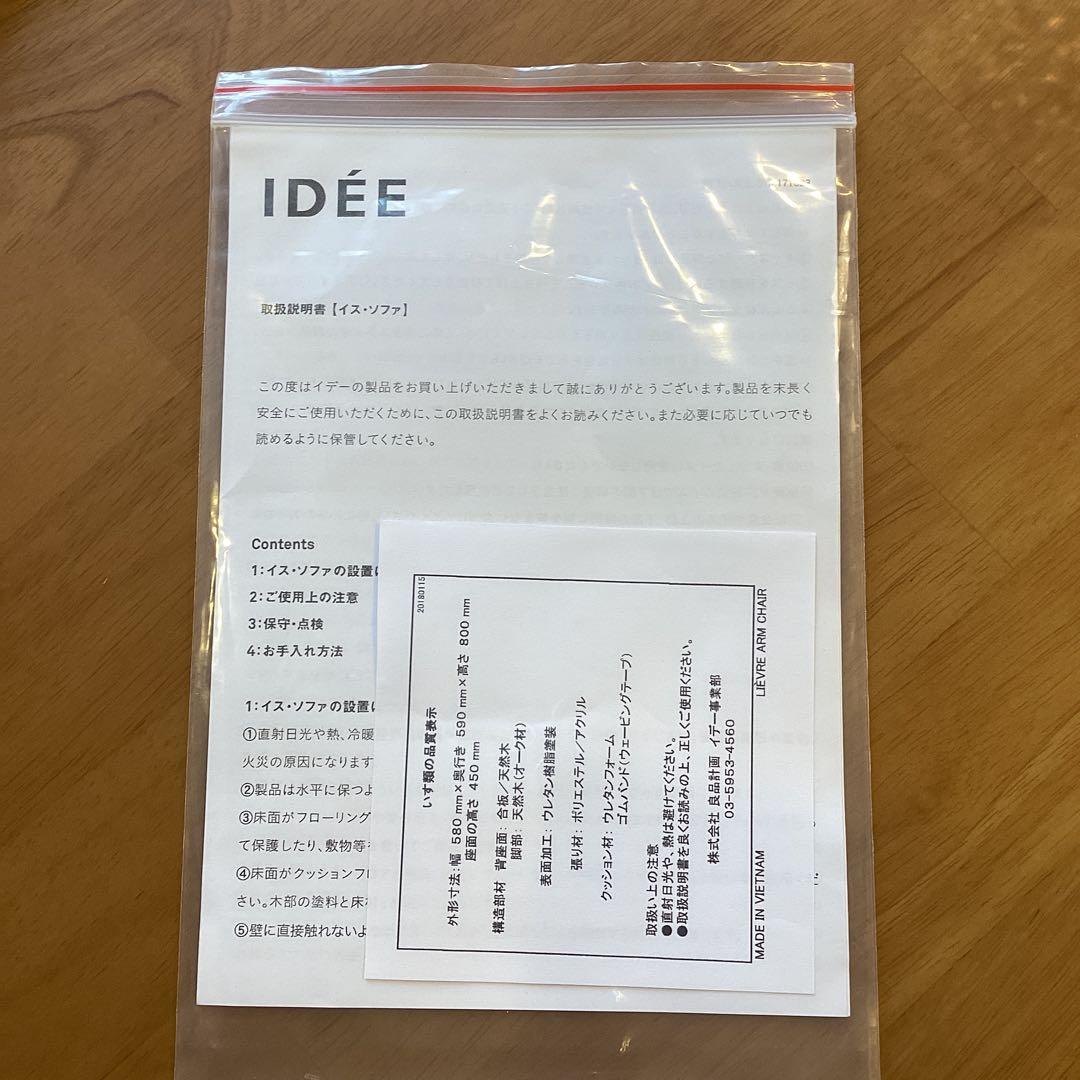 IDÉE
取扱説明書【イス・ソファ】
この度はイデーの製品をお買い上げいただきまして誠にありがとうございます。製品を末長く
安全にご使用いただくために、この取扱説明書をよくお読みください。また必要に応じていつでも
読めるように保管してください。
Contents
1:イス・ソファの設置
2:ご使用上の注意
3:保守・点検
4:お手入れ方法
1:イス・ソファの設置
①直射日光や熱、冷暖
火災の原因になります
②製品は水平に保つよ
③床面がフローリング
て保護したり、敷物等
④床面がクッションフロ
さい。木部の塗料と床
⑤壁に直接触れないよ
20180115
いす類の品質表示
外形寸法:幅 580 mm×奥行き 590 mm×高さ 800 mm
座面の高さ 450 mm
構造部材 背座面: 合板/天然木
脚部: 天然木(オーク材)
表面加工: ウレタン樹脂塗装
張り材: ポリエステル/アクリル
クッション材: ウレタンフォーム
ゴムバンド(ウェービングテープ)
取扱い上の注意
●直射日光や、熱は避けてください。
●取扱説明書を良くお読みの上、正しくご使用ください。
株式会社 良品計画 イデー事業部
03-5953-4560
MADE IN VIETNAM
LIÈVRE ARM CHAIR